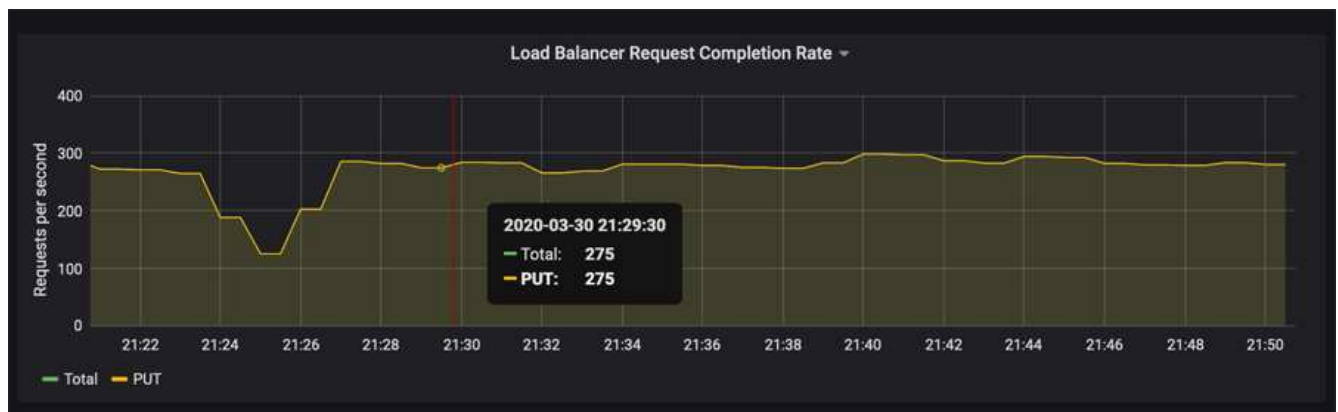 Load Balancer Request Completion Rate
400
300
200
100
0
Requests per second
2020-03-30 21:29:30
Total: 275
PUT: 275
21:22 21:24 21:26 21:28 21:30 21:32 21:34 21:36 21:38 21:40 21:42 21:44 21:46 21:48 21:50
Total PUT